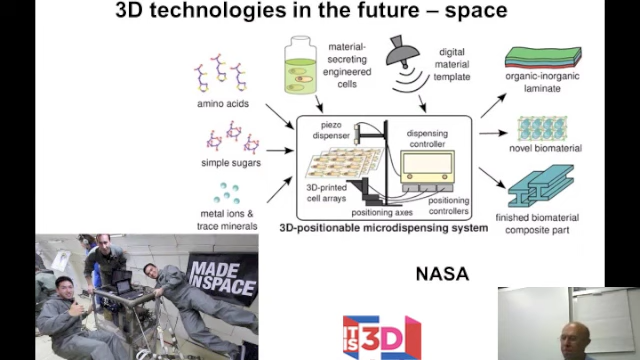 3D technologies in the future – space
amino acids
simple sugars
metal ions &
trace minerals
material-
secreting
engineered
cells
digital
material
template
piezo
dispenser
dispensing
controller
3D-printed
cell arrays
positioning axes
positioning
controllers
3D-positionable microdispensing system
organic-inorganic
laminate
novel biomaterial
finished biomaterial
composite part
MADE
IN SPACE
NASA
IT
IS
3D